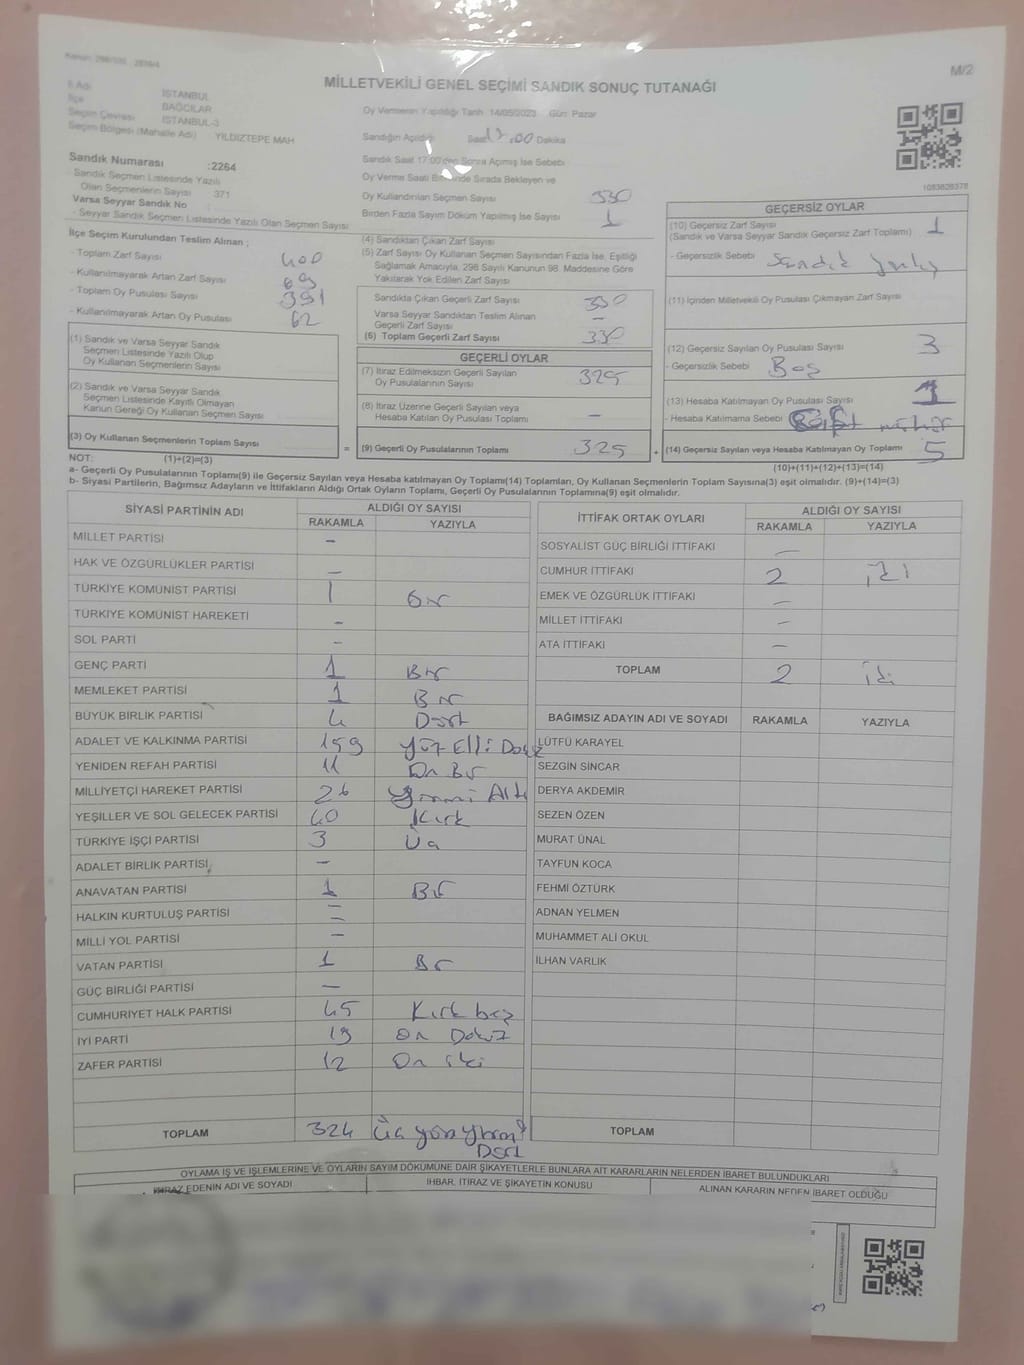 M/2
MİLLETVEKİLİ GENEL SEÇİMİ SANDIK SONUÇ TUTANAĞI
İl Adı İSTANBUL
İlçe BAĞCILAR
Seçim Çevresi İSTANBUL-3
Seçim Bölgesi (Mahalle Adı) YILDIZTEPE MAH
Sandık Numarası :2264
Sandık Seçmen Listesinde Yazılı
Olan Seçmenlerin Sayısı 371
Varsa Seyyar Sandık No
- Seyyar Sandık Seçmen Listesinde Yazılı Olan Seçmen Sayısı
Oy Vermenin Yapıldığı Tarih 14/05/2023 Gün: Pazar
Sandığın Açıldığı Saat 17.00 Dakika
Sandık Saat 17:00'den Sonra Açılmış İse Sebebi
Oy Verme Saati Sırada Bekleyen ve
Oy Kullandırılan Seçmen Sayısı 330
Birden Fazla Sayım Döküm Yapılmış İse Sayısı 1
1083828378
İlçe Seçim Kurulundan Teslim Alınan ;
- Toplam Zarf Sayısı 400
- Kullanılmayarak Artan Zarf Sayısı 69
- Toplam Oy Pusulası Sayısı 391
- Kullanılmayarak Artan Oy Pusulası 62
(1) Sandık ve Varsa Seyyar Sandık
Seçmen Listesinde Yazılı Olup
Oy Kullanan Seçmenlerin Sayısı
(2) Sandık ve Varsa Seyyar Sandık
Seçmen Listesinde Kayıtlı Olmayan
Kanun Gereği Oy Kullanan Seçmen Sayısı
(3) Oy Kullanan Seçmenlerin Toplam Sayısı =
(1)+(2)=(3)
(4) Sandıktan Çıkan Zarf Sayısı
(5) Zarf Sayısı Oy Kullanan Seçmen Sayısından Fazla İse, Eşitliği
Sağlamak Amacıyla, 298 Sayılı Kanunun 98. Maddesine Göre
Yakılarak Yok Edilen Zarf Sayısı
Sandıkta Çıkan Geçerli Zarf Sayısı 330
Varsa Seyyar Sandıktan Teslim Alınan
Geçerli Zarf Sayısı –
(6) Toplam Geçerli Zarf Sayısı 330
GEÇERLİ OYLAR
(7) İtiraz Edilmeksizin Geçerli Sayılan
Oy Pusulalarının Sayısı 325
(8) İtiraz Üzerine Geçerli Sayılan veya
Hesaba Katılan Oy Pusulası Toplamı –
(9) Geçerli Oy Pusulalarının Toplamı 325 +
GEÇERSİZ OYLAR
(10) Geçersiz Zarf Sayısı
(Sandık ve Varsa Seyyar Sandık Geçersiz Zarf Toplamı) 1
- Geçersizlik Sebebi
(11) İçinden Milletvekili Oy Pusulası Çıkmayan Zarf Sayısı
(12) Geçersiz Sayılan Oy Pusulası Sayısı 3
- Geçersizlik Sebebi Boş
(13) Hesaba Katılmayan Oy Pusulası Sayısı 1
- Hesaba Katılmama Sebebi
(14) Geçersiz Sayılan veya Hesaba Katılmayan Oy Toplamı 5
(10)+(11)+(12)+(13)=(14)
NOT:
a- Geçerli Oy Pusulalarının Toplamı(9) ile Geçersiz Sayılan veya Hesaba katılmayan Oy Toplamı(14) Toplamları, Oy Kullanan Seçmenlerin Toplam Sayısına(3) eşit olmalıdır. (9)+(14)=(3)
b- Siyasi Partilerin, Bağımsız Adayların ve İttifakların Aldığı Ortak Oyların Toplamı, Geçerli Oy Pusulalarının Toplamına(9) eşit olmalıdır.
SİYASİ PARTİNİN ADI ALDIĞI OY SAYISI
RAKAMLA YAZIYLA
MİLLET PARTİSİ –
HAK VE ÖZGÜRLÜKLER PARTİSİ –
TÜRKİYE KOMÜNİST PARTİSİ 1 Bir
TÜRKİYE KOMÜNİST HAREKETİ –
SOL PARTİ –
GENÇ PARTİ 1 Bir
MEMLEKET PARTİSİ 1 Bir
BÜYÜK BİRLİK PARTİSİ 4 Dört
ADALET VE KALKINMA PARTİSİ 159 Yüz Elli Dokuz
YENİDEN REFAH PARTİSİ 11 On Bir
MİLLİYETÇİ HAREKET PARTİSİ 26 Yirmi Altı
YEŞİLLER VE SOL GELECEK PARTİSİ 40 Kırk
TÜRKİYE İŞÇİ PARTİSİ 3 Üç
ADALET BİRLİK PARTİSİ –
ANAVATAN PARTİSİ 1 Bir
HALKIN KURTULUŞ PARTİSİ –
MİLLİ YOL PARTİSİ –
VATAN PARTİSİ 1 Bir
GÜÇ BİRLİĞİ PARTİSİ –
CUMHURİYET HALK PARTİSİ 45 Kırk beş
İYİ PARTİ 19 On Dokuz
ZAFER PARTİSİ 12 On iki
TOPLAM 324 Üç yüz yirmi
Dört
İTTİFAK ORTAK OYLARI ALDIĞI OY SAYISI
RAKAMLA YAZIYLA
SOSYALİST GÜÇ BİRLİĞİ İTTİFAKI –
CUMHUR İTTİFAKI 2 iki
EMEK VE ÖZGÜRLÜK İTTİFAKI –
MİLLET İTTİFAKI –
ATA İTTİFAKI –
TOPLAM 2 iki
BAĞIMSIZ ADAYIN ADI VE SOYADI RAKAMLA YAZIYLA
LÜTFÜ KARAYEL
SEZGİN SİNCAR
DERYA AKDEMİR
SEZEN ÖZEN
MURAT ÜNAL
TAYFUN KOCA
FEHMİ ÖZTÜRK
ADNAN YELMEN
MUHAMMET ALİ OKUL
İLHAN VARLIK
TOPLAM
OYLAMA İŞ VE İŞLEMLERİNE VE OYLARIN SAYIM DÖKÜMÜNE DAİR ŞİKAYETLERLE BUNLARA AİT KARARLARIN NELERDEN İBARET BULUNDUKLARI
İTİRAZ EDENİN ADI VE SOYADI İHBAR, İTİRAZ VE ŞİKAYETİN KONUSU ALINAN KARARIN NEDEN İBARET OLDUĞU